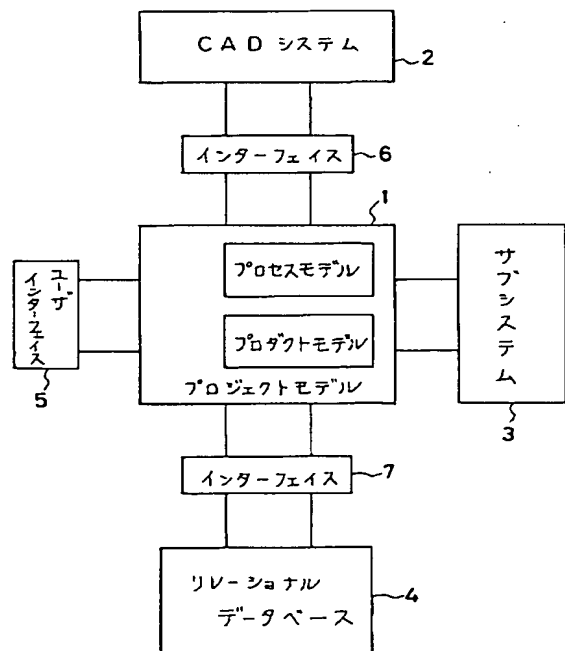 CADシステム
2
インターフェイス
6
1
プロセスモデル
プロダクトモデル
プロジェクトモデル
ユーザ
インターフェイス
5
サブシステム
3
インターフェイス
7
リレーショナル
データベース
4